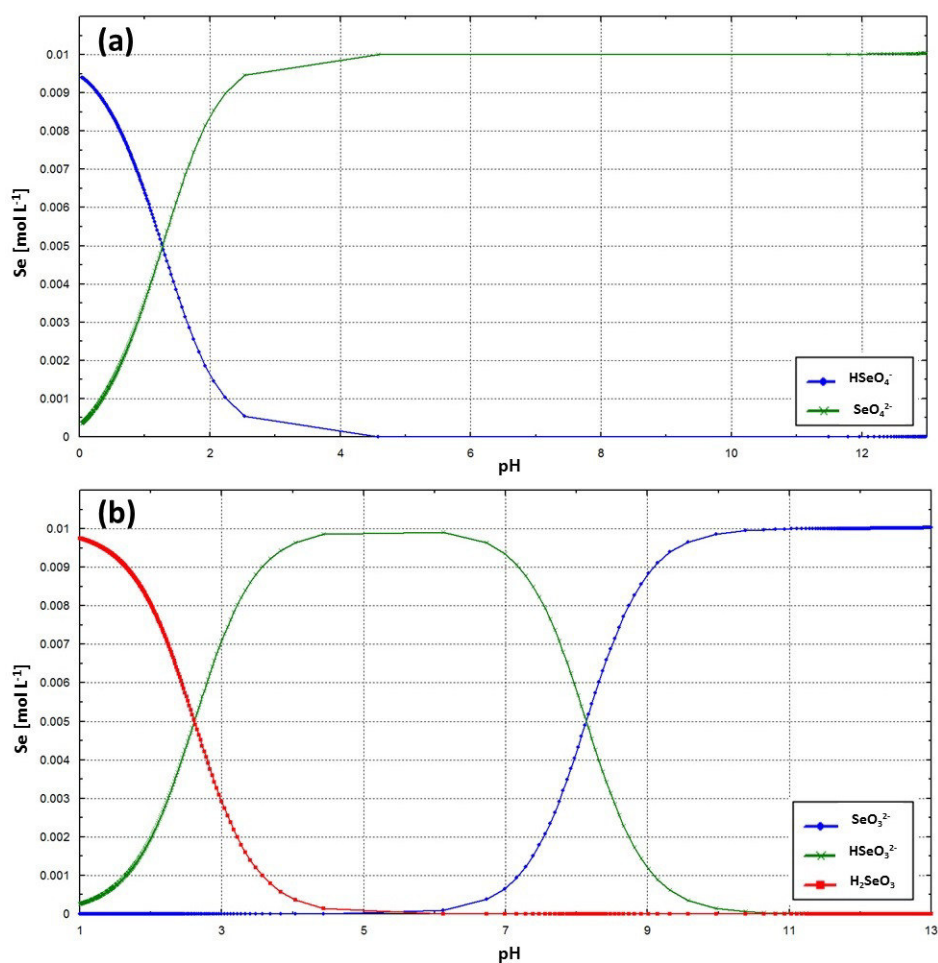 (a)
0.01
0.009
0.008
0.007
0.006
0.005
0.004
0.003
0.002
0.001
0
Se [mol L⁻¹]
HSeO₄⁻
SeO₄²⁻
0 2 4 6 8 10 12
pH
(b)
0.01
0.009
0.008
0.007
0.006
0.005
0.004
0.003
0.002
0.001
0
Se [mol L⁻¹]
SeO₃²⁻
HSeO₃²⁻
H₂SeO₃
1 3 5 7 9 11 13
pH